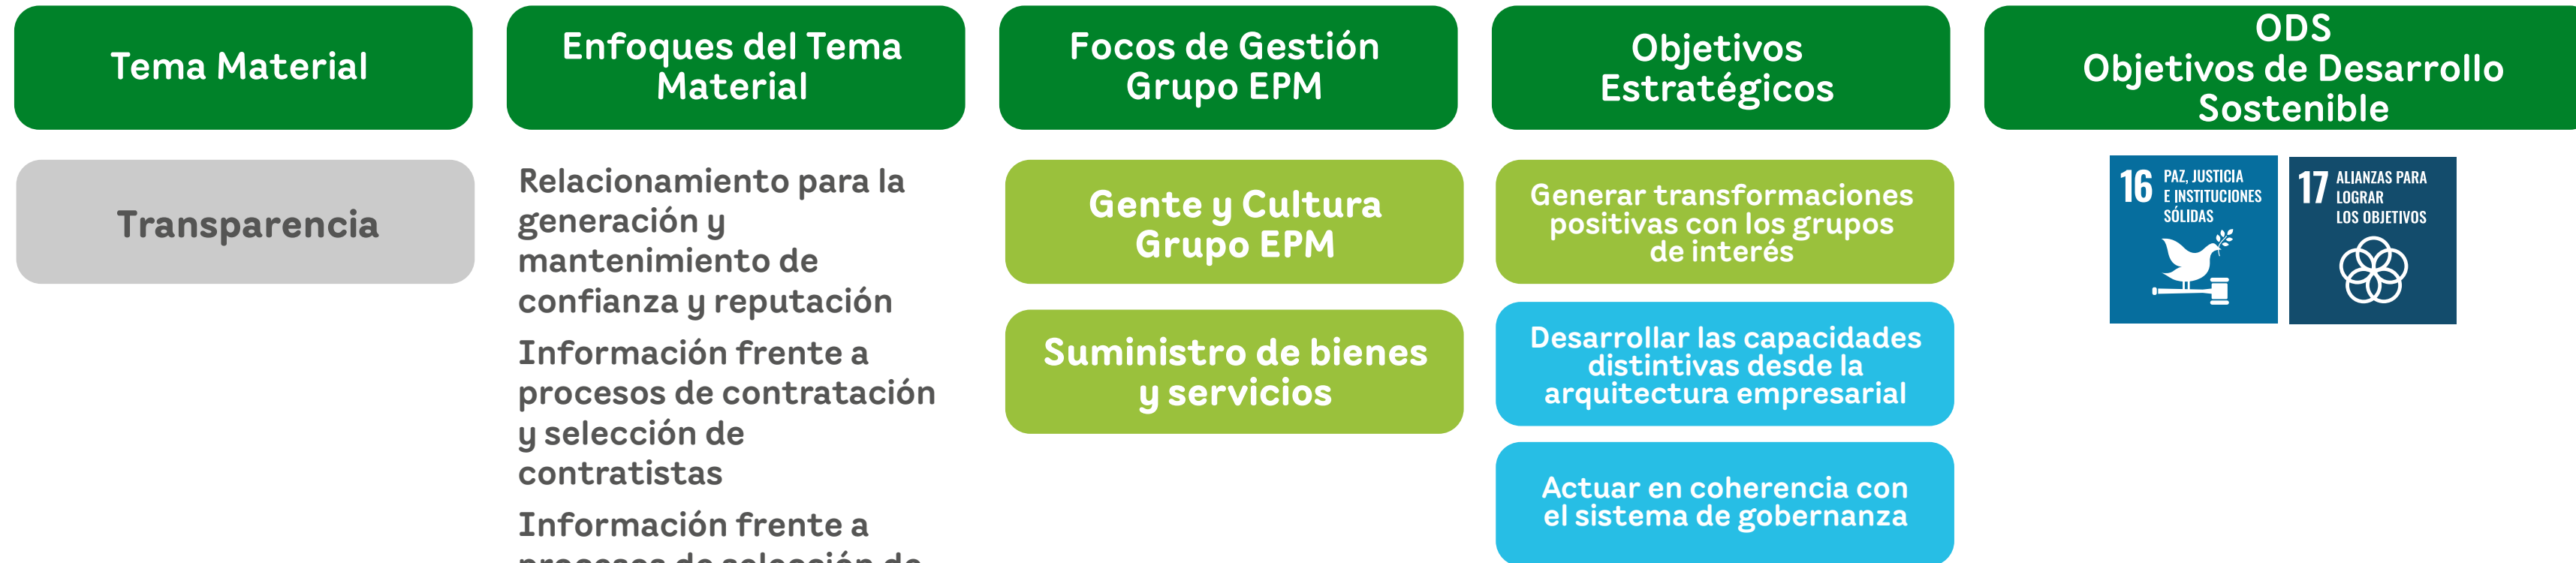 Tema Material
Enfoques del Tema
Material
Focos de Gestión
Grupo EPM
Objetivos
Estratégicos
ODS
Objetivos de Desarrollo
Sostenible
Transparencia
Relacionamiento para la
generación y
mantenimiento de
confianza y reputación
Información frente a
procesos de contratación
y selección de
contratistas
Información frente a
procesos de selección de
Gente y Cultura
Grupo EPM
Suministro de bienes
y servicios
Generar transformaciones
positivas con los grupos
de interés
Desarrollar las capacidades
distintivas desde la
arquitectura empresarial
Actuar en coherencia con
el sistema de gobernanza
16 PAZ, JUSTICIA
E INSTITUCIONES
SÓLIDAS
17 ALIANZAS PARA
LOGRAR
LOS OBJETIVOS